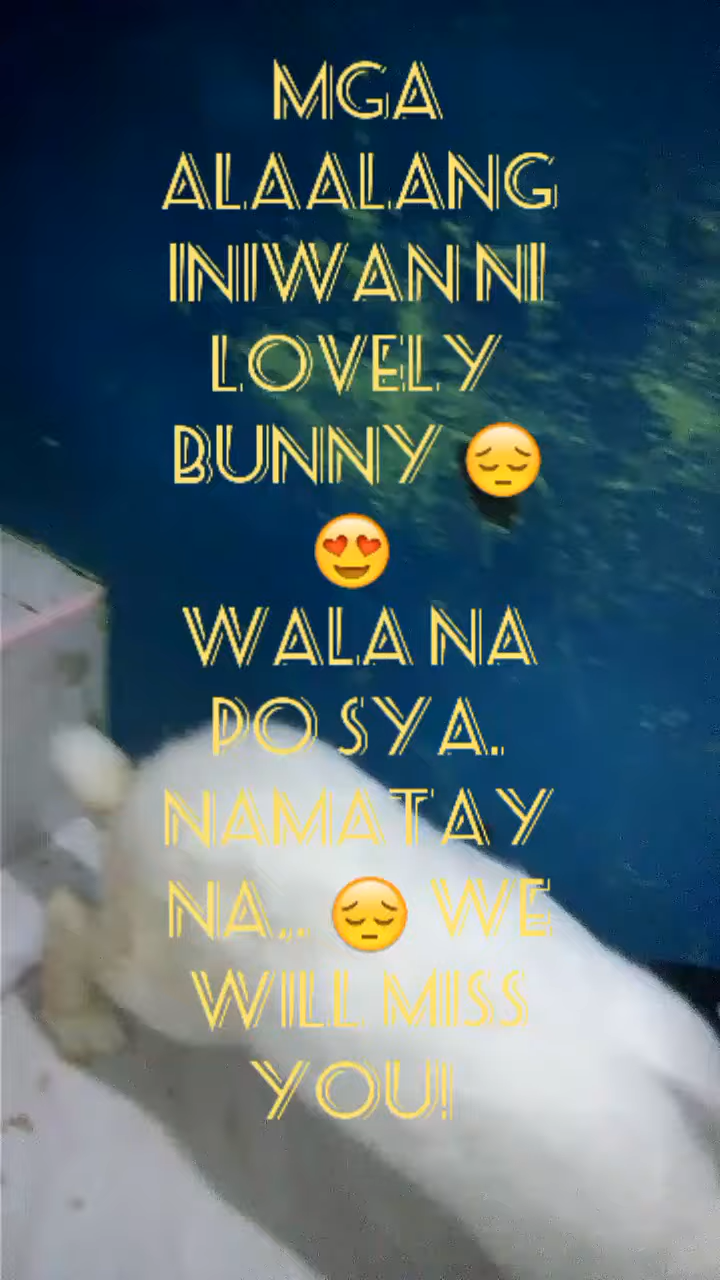 MGA
ALAALANG
INIWAN NI
LOVELY
BUNNY 😔
😍
WALA NA
PO SYA..
NAMATAY
NA,,. 😔 WE
WILL MISS
YOU!